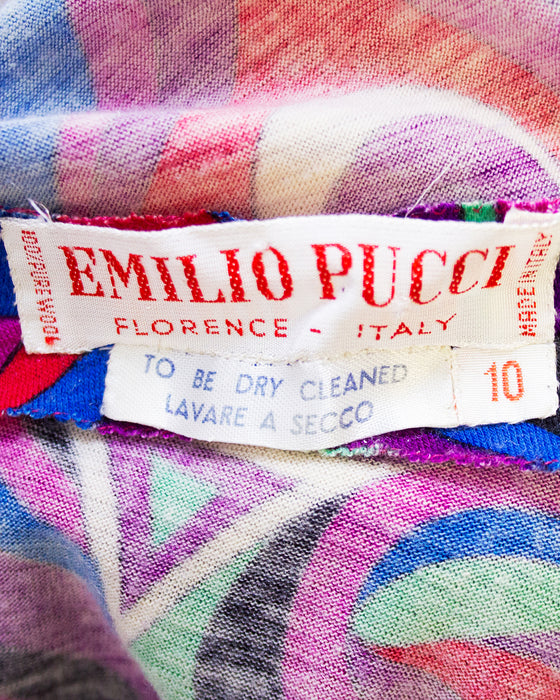 100% PURE WOOL
EMILIO PUCCI
MADE IN ITALY
FLORENCE - ITALY
TO BE DRY CLEANED
LAVARE A SECCO
10